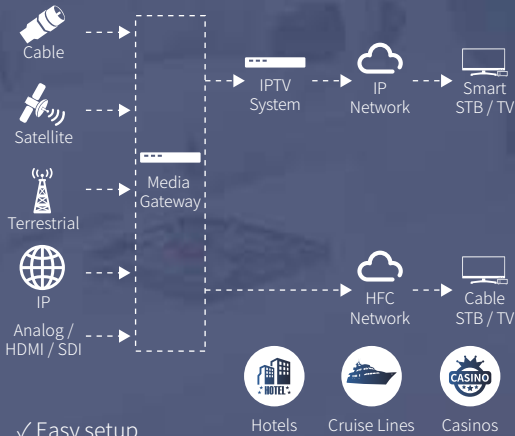 Cable
Satellite
Terrestrial
IP
Analog /
HDMI / SDI
Media
Gateway
IPTV
System
IP
Network
Smart
STB / TV
HFC
Network
Cable
STB / TV
HOTEL
CASINO
Hotels
Cruise Lines
Casinos
✓ Easy setup